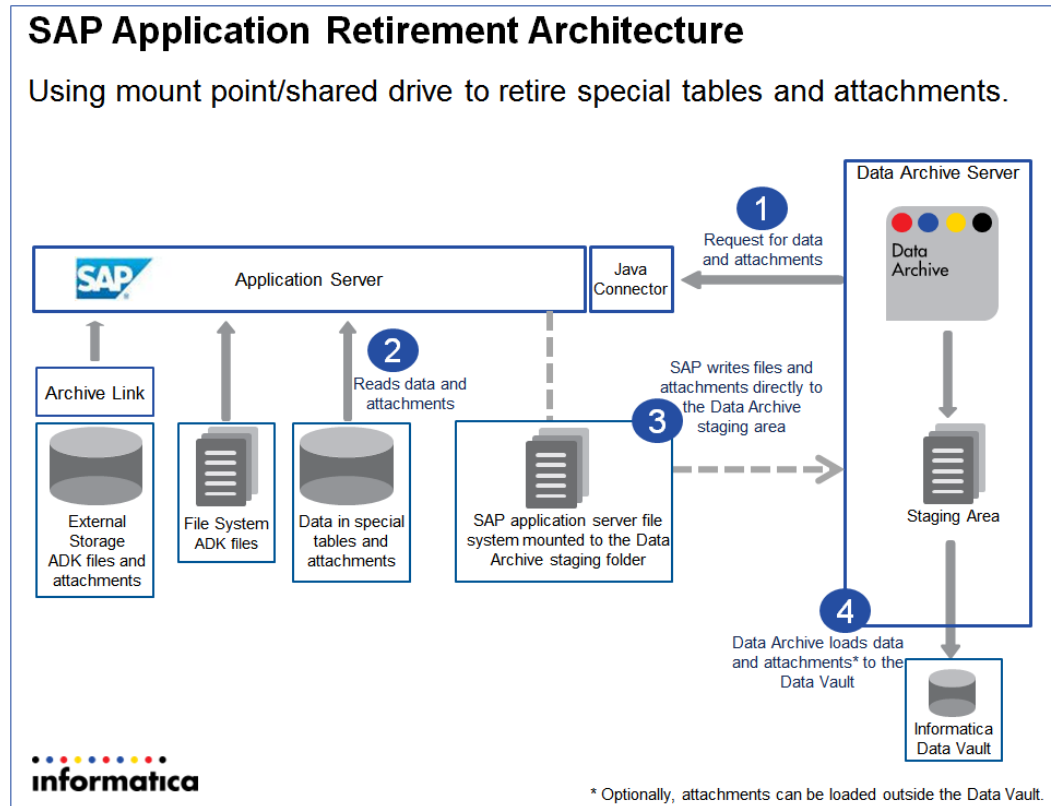 SAP Application Retirement Architecture
Using mount point/shared drive to retire special tables and attachments.
Data Archive Server
1
Request for data
and attachments
Data
Archive
SAP
®
Application Server
Java
Connector
2
Reads data and
attachments
SAP writes files and
attachments directly to
the Data Archive
staging area
Archive Link
3
External
Storage
ADK files and
attachments
File System
ADK files
Data in special
tables and
attachments
SAP application server file
system mounted to the Data
Archive staging folder
Staging Area
4
Data Archive loads data
and attachments* to the
Data Vault
Informatica
Data Vault
informatica
* Optionally, attachments can be loaded outside the Data Vault.